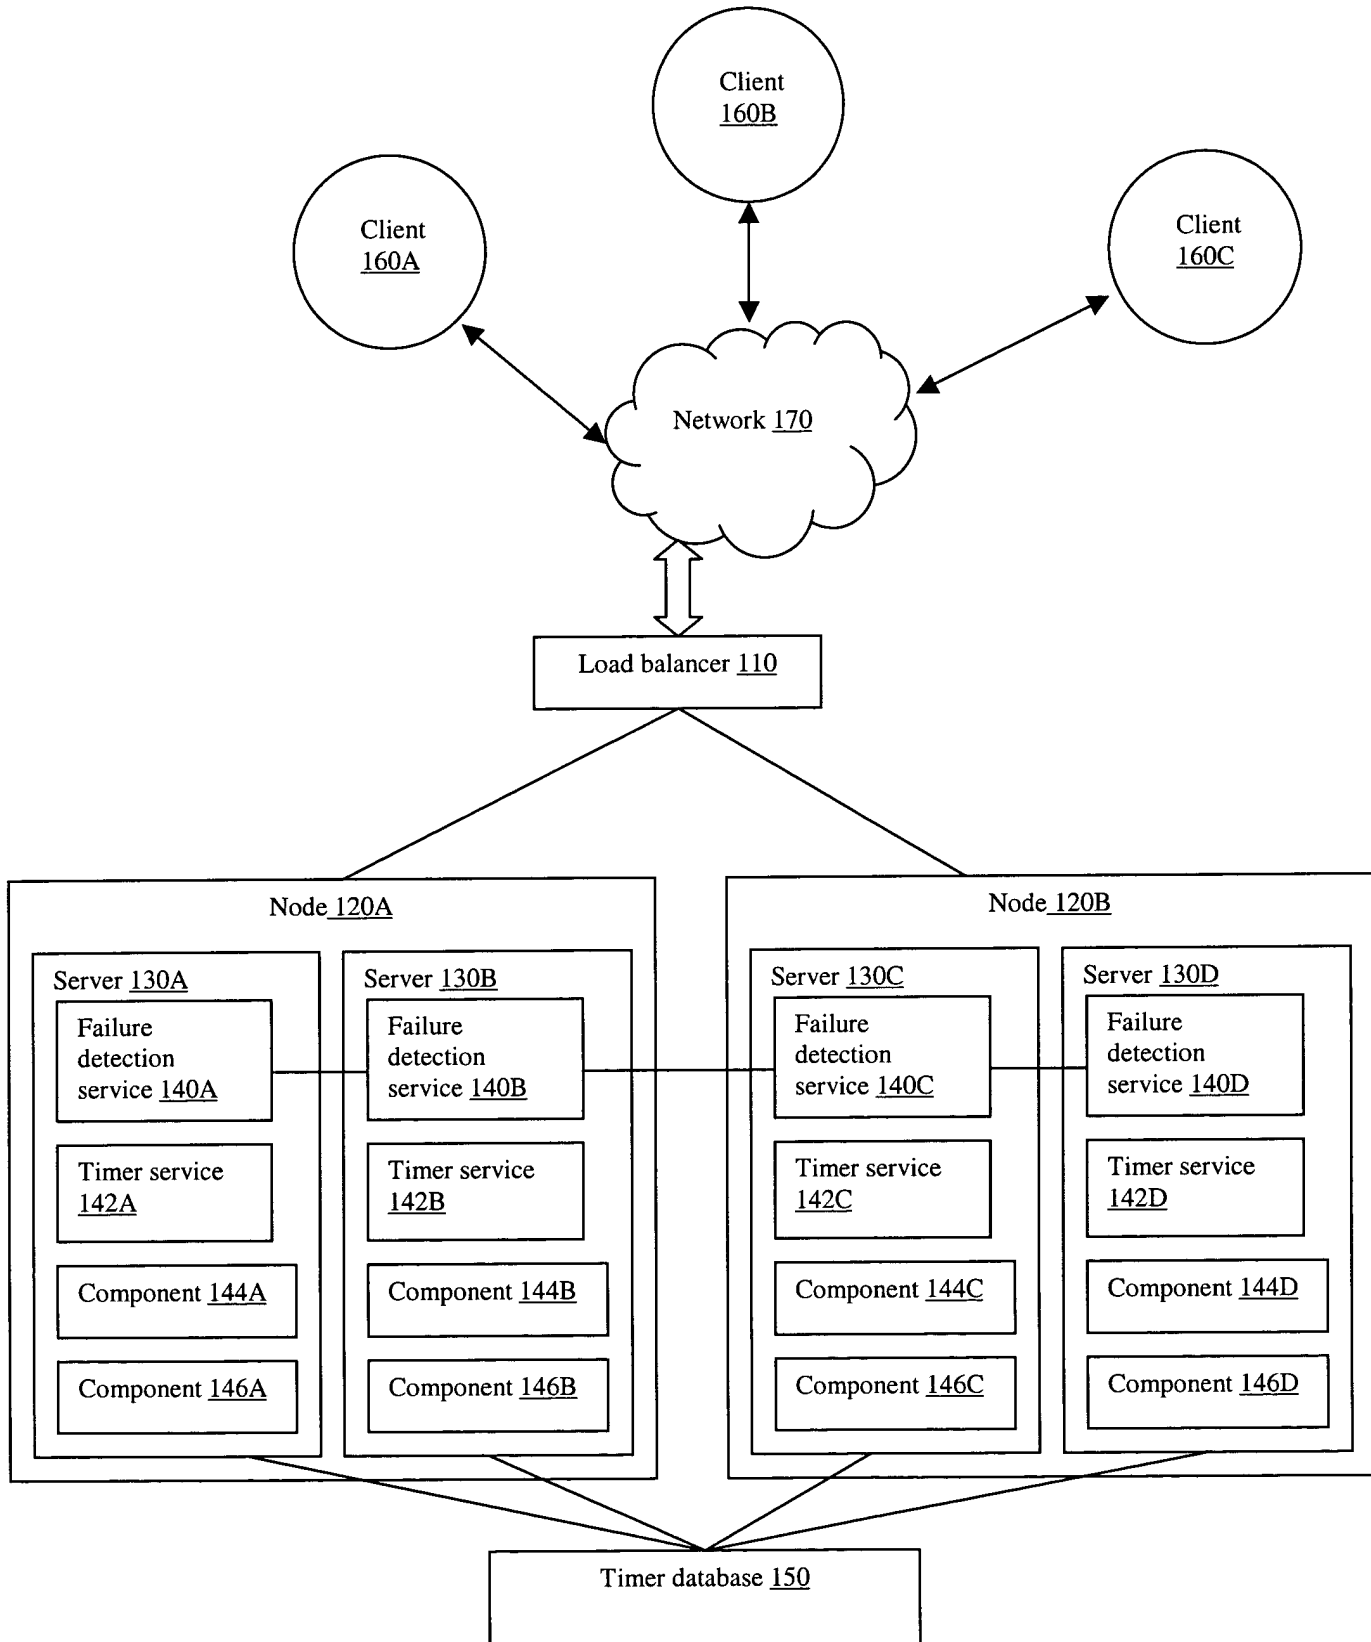 Client
160B
Client
160A
Client
160C
Network 170
Load balancer 110
Node 120A
Server 130A
Failure
detection
service 140A
Timer service
142A
Component 144A
Component 146A
Server 130B
Failure
detection
service 140B
Timer service
142B
Component 144B
Component 146B
Node 120B
Server 130C
Failure
detection
service 140C
Timer service
142C
Component 144C
Component 146C
Server 130D
Failure
detection
service 140D
Timer service
142D
Component 144D
Component 146D
Timer database 150